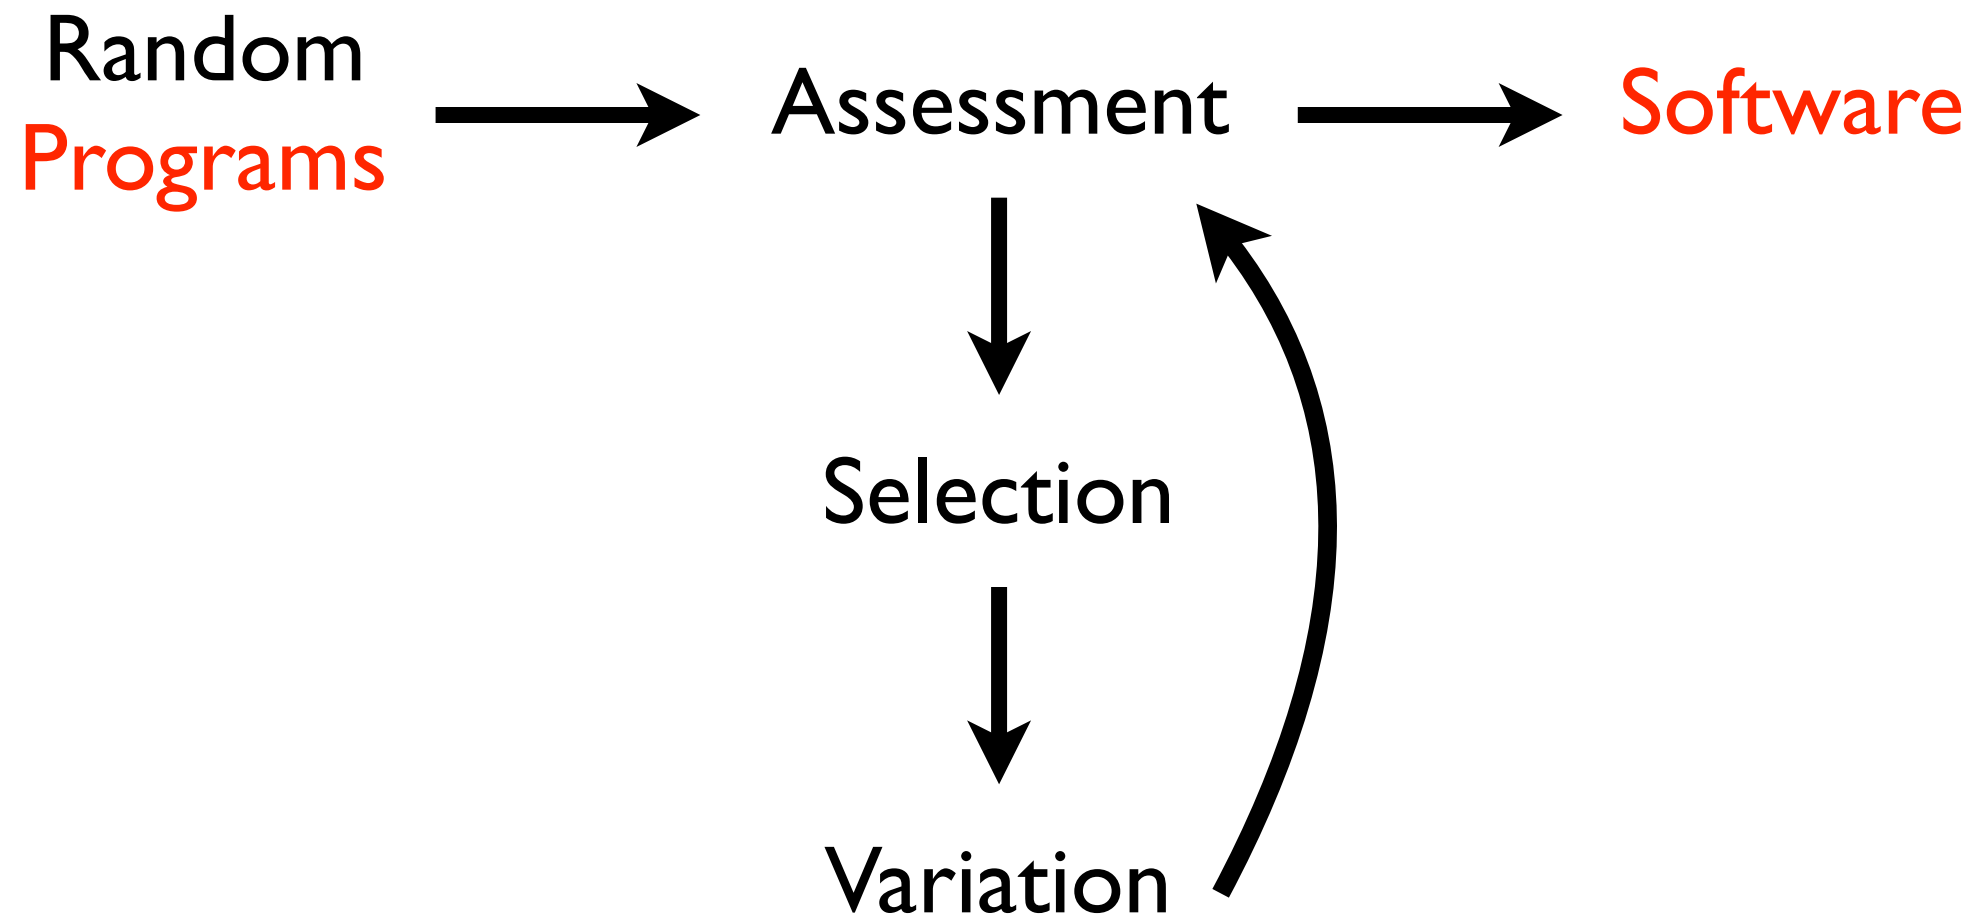 Random
Programs
Assessment
Software
Selection
Variation